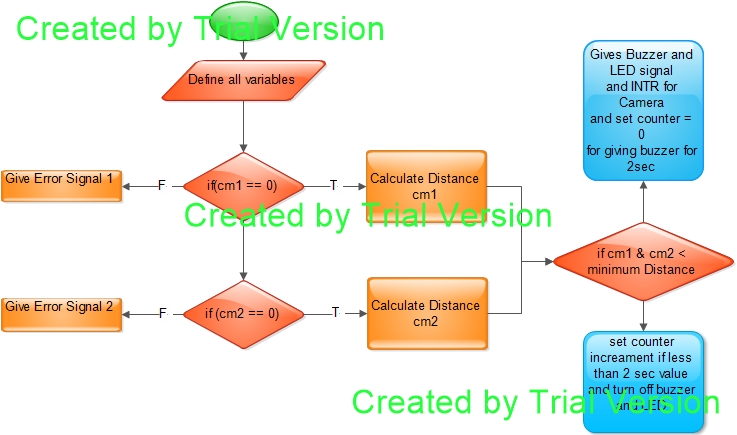 Created by Trial Version
Define all variables
Gives Buzzer and
LED signal
and INTR for
Camera
and set counter =
0
for giving buzzer for
2sec
Give Error Signal 1
F
if(cm1 == 0)
T
Calculate Distance
cm1
Created by Trial Version
if cm1 & cm2 <
minimum Distance
Give Error Signal 2
F
if (cm2 == 0)
T
Calculate Distance
cm2
set counter
increament if less
than 2 sec value
and turn off buzzer
and LED
Created by Trial Version